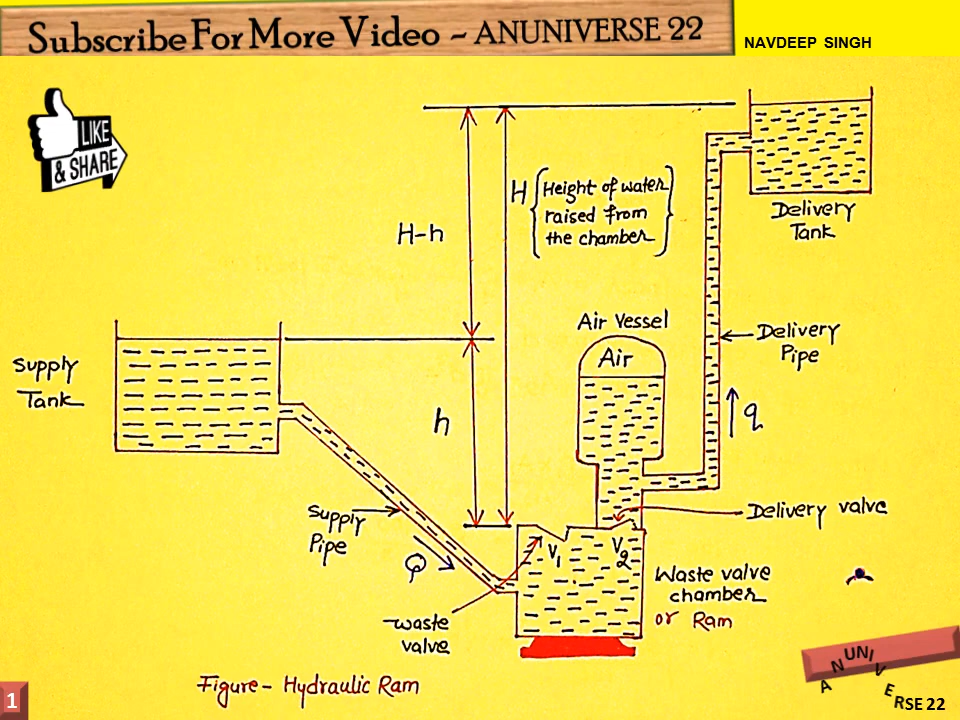 Subscribe For More Video ~ ANUNIVERSE 22
NAVDEEP SINGH
LIKE
& SHARE
H-h
H
Height of water
raised from
the chamber
Delivery
Tank
Air Vessel
Air
Delivery
Pipe
Supply
Tank
h
q
Supply
Pipe
Q
Delivery valve
V1
V2
Waste valve
chamber
or Ram
waste
valve
Figure- Hydraulic Ram
1
ANUNIVERSE 22